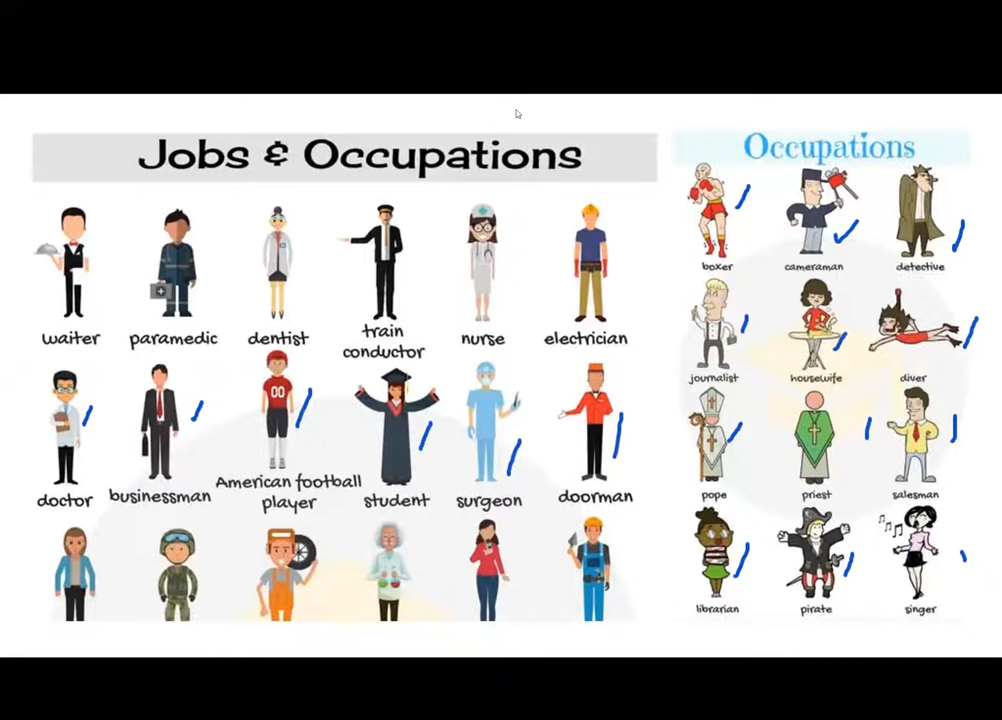 Jobs & Occupations
waiter paramedic dentist train conductor nurse electrician
doctor businessman American football player student surgeon doorman
Occupations
boxer cameraman detective
journalist housewife diver
pope priest salesman
librarian pirate singer
00